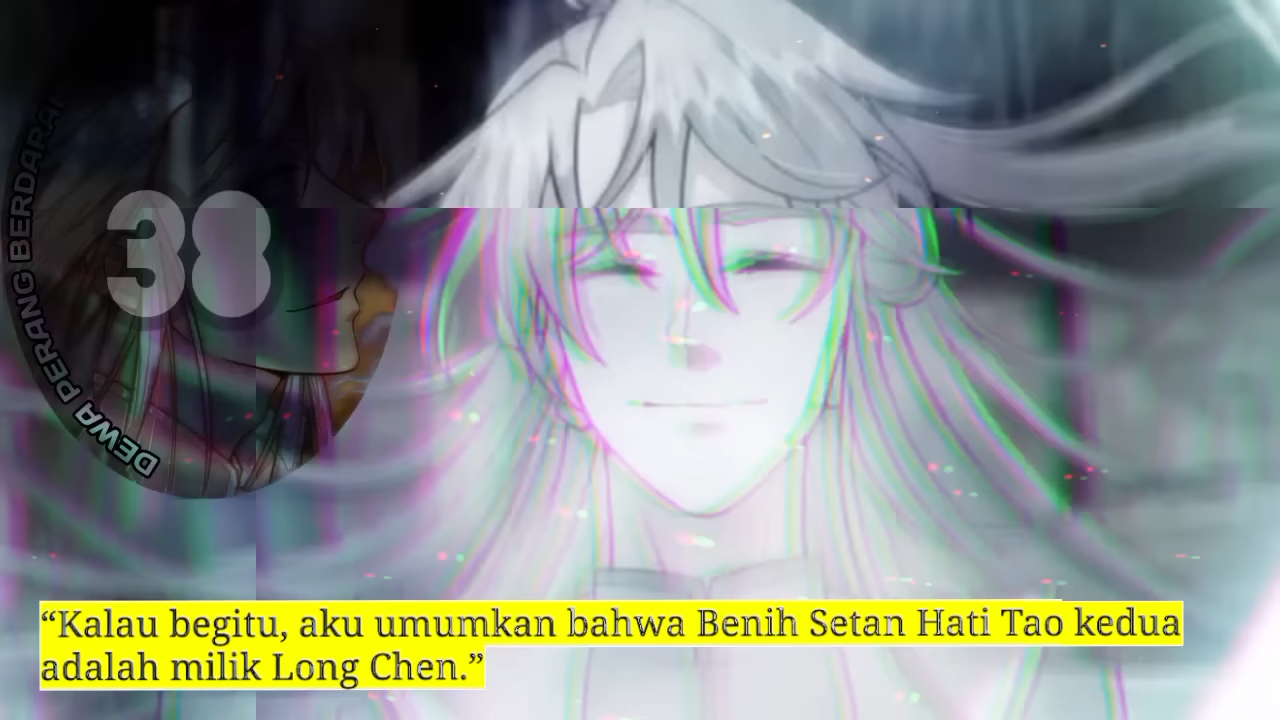 DEWA PERANG BERDARAH
38
“Kalau begitu, aku umumkan bahwa Benih Setan Hati Tao kedua
adalah milik Long Chen.”